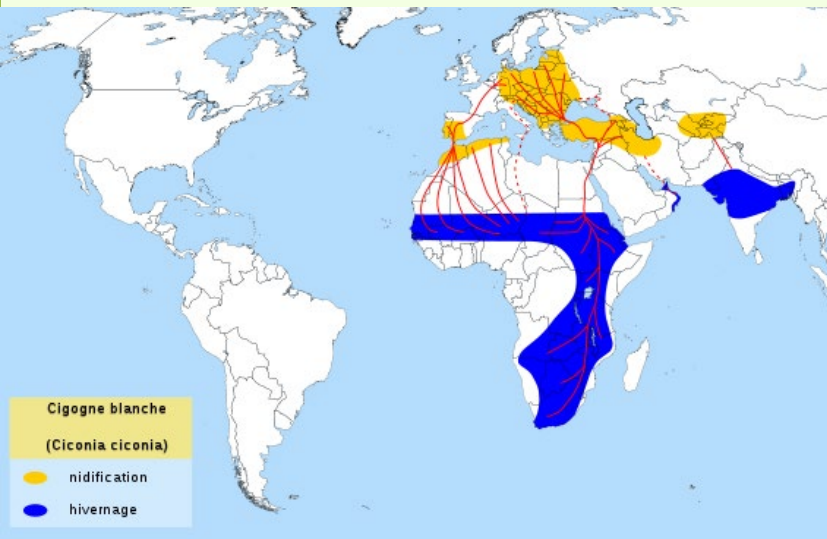 Cigogne blanche
(Ciconia ciconia)
nidification
hivernage